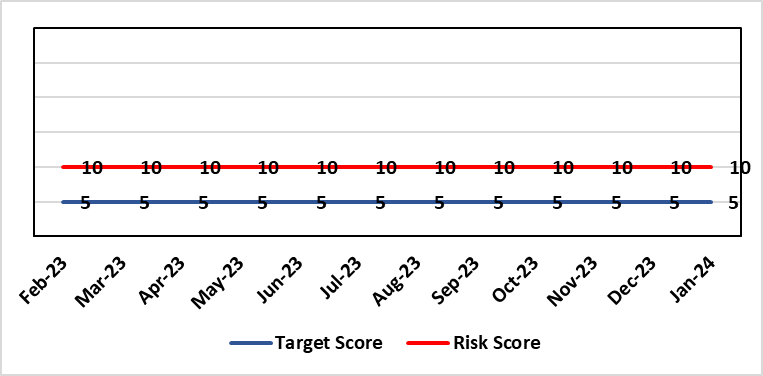 10 10 10 10 10 10 10 10 10 10 10 10
5 5 5 5 5 5 5 5 5 5 5 5
Feb-23 Mar-23 Apr-23 May-23 Jun-23 Jul-23 Aug-23 Sep-23 Oct-23 Nov-23 Dec-23 Jan-24
Target Score Risk Score